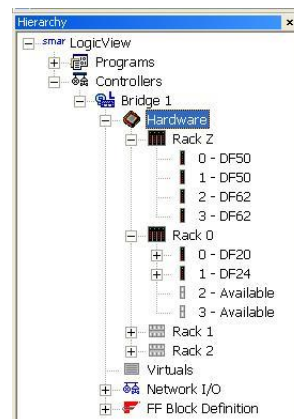 Hierarchy
smar LogicView
Programs
Controllers
Bridge 1
Hardware
Rack Z
0 - DF50
1 - DF50
2 - DF62
3 - DF62
Rack 0
0 - DF20
1 - DF24
2 - Available
3 - Available
Rack 1
Rack 2
Virtuals
Network I/O
FF Block Definition